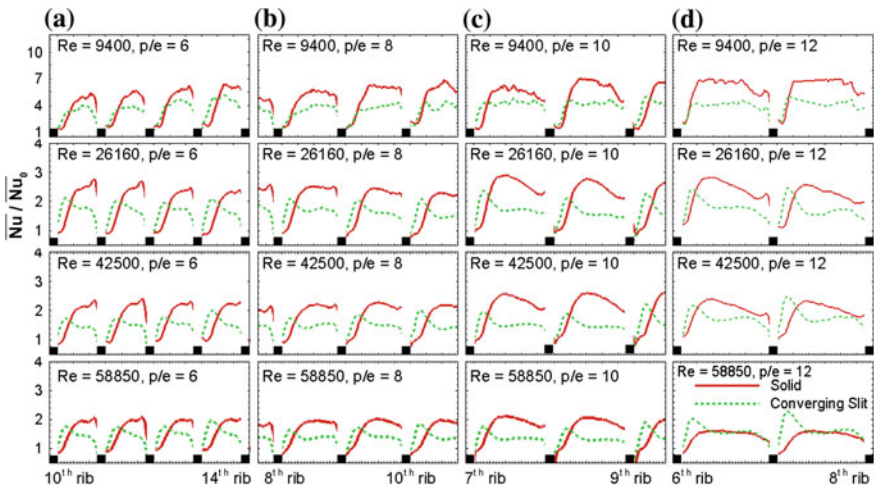 (a) (b) (c) (d)
Re = 9400, p/e = 6 Re = 9400, p/e = 8 Re = 9400, p/e = 10 Re = 9400, p/e = 12
10
7
4
1
Re = 26160, p/e = 6 Re = 26160, p/e = 8 Re = 26160, p/e = 10 Re = 26160, p/e = 12
4
3
2
1
Nu / Nu0
Re = 42500, p/e = 6 Re = 42500, p/e = 8 Re = 42500, p/e = 10 Re = 42500, p/e = 12
4
3
2
1
Re = 58850, p/e = 6 Re = 58850, p/e = 8 Re = 58850, p/e = 10 Re = 58850, p/e = 12
4
3
2
1
Solid
Converging Slit
10th rib 14th rib 8th rib 10th rib 7th rib 9th rib 6th rib 8th rib